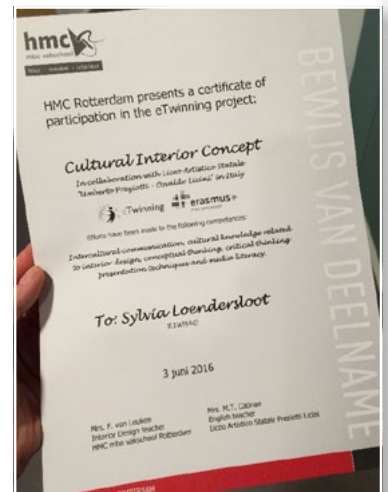 hmc
mbo vakschool
hout • meubel • interieur
HMC Rotterdam presents a certificate of
participation in the eTwinning project:
Cultural Interior Concept
In collaboration with Liceo Artistico Statale
"Umberto Preziotti - Osvaldo Licini" in Italy
eTwinning erasmus+
Efforts have been made to the following competences:
Intercultural communication, cultural knowledge related
to interior design, conceptual thinking, critical thinking
presentation techniques and media literacy.
To: Sylvia Loendersloot
3 juni 2016
Mrs. F. van Leuken
Interior Design teacher
HMC mbo vakschool Rotterdam
Mrs. M.T.
English teacher
Liceo Artistico Statale Preziotti Licini
BEWIJS VAN DEELNAME
ROTTERDAM